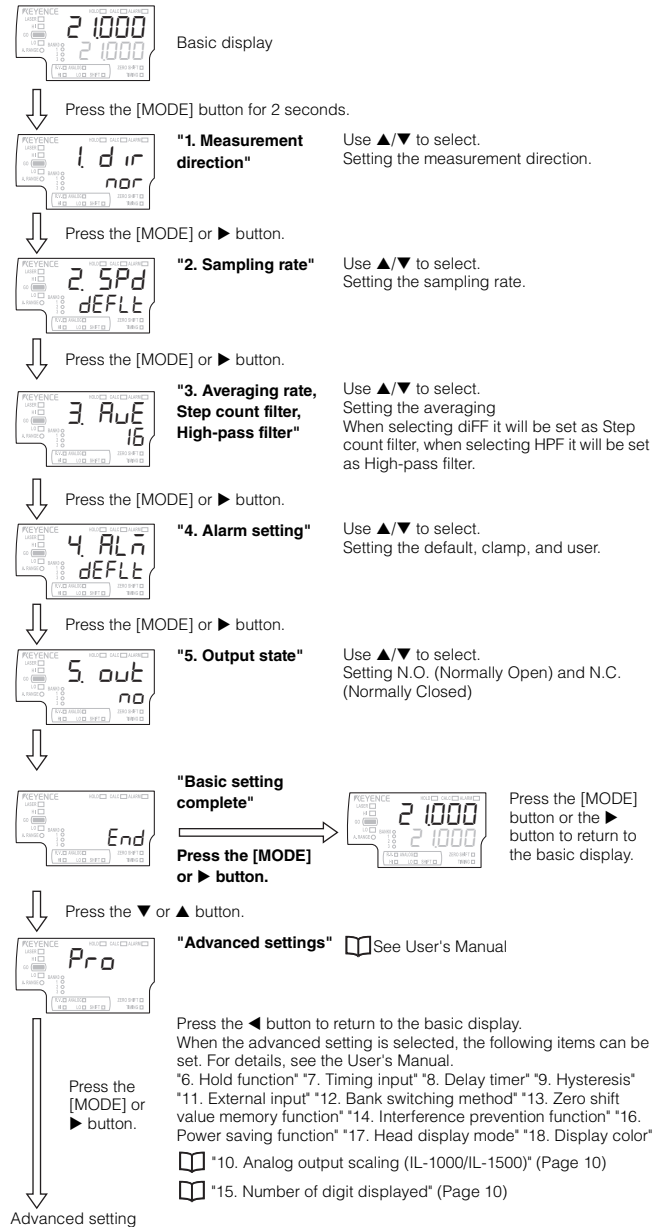 KEYENCE
21.000
21.000
Basic display
Press the [MODE] button for 2 seconds.
KEYENCE
1. dir
nor
"1. Measurement
direction"
Use ▲/▼ to select.
Setting the measurement direction.
Press the [MODE] or ▶ button.
KEYENCE
2. SPd
dEFLt
"2. Sampling rate"
Use ▲/▼ to select.
Setting the sampling rate.
Press the [MODE] or ▶ button.
KEYENCE
3. AuE
16
"3. Averaging rate,
Step count filter,
High-pass filter"
Use ▲/▼ to select.
Setting the averaging
When selecting diFF it will be set as Step
count filter, when selecting HPF it will be set
as High-pass filter.
Press the [MODE] or ▶ button.
KEYENCE
4. ALm
dEFLt
"4. Alarm setting"
Use ▲/▼ to select.
Setting the default, clamp, and user.
Press the [MODE] or ▶ button.
KEYENCE
5. out
no
"5. Output state"
Use ▲/▼ to select.
Setting N.O. (Normally Open) and N.C.
(Normally Closed)
KEYENCE
End
"Basic setting
complete"
Press the [MODE]
or ▶ button.
KEYENCE
21.000
21.000
Press the [MODE]
button or the ▶
button to return to
the basic display.
Press the ▼ or ▲ button.
KEYENCE
Pro
"Advanced settings"
See User's Manual
Press the
[MODE] or
▶ button.
Press the ◀ button to return to the basic display.
When the advanced setting is selected, the following items can be
set. For details, see the User's Manual.
"6. Hold function" "7. Timing input" "8. Delay timer" "9. Hysteresis"
"11. External input" "12. Bank switching method" "13. Zero shift
value memory function" "14. Interference prevention function" "16.
Power saving function" "17. Head display mode" "18. Display color"
"10. Analog output scaling (IL-1000/IL-1500)" (Page 10)
"15. Number of digit displayed" (Page 10)
Advanced setting